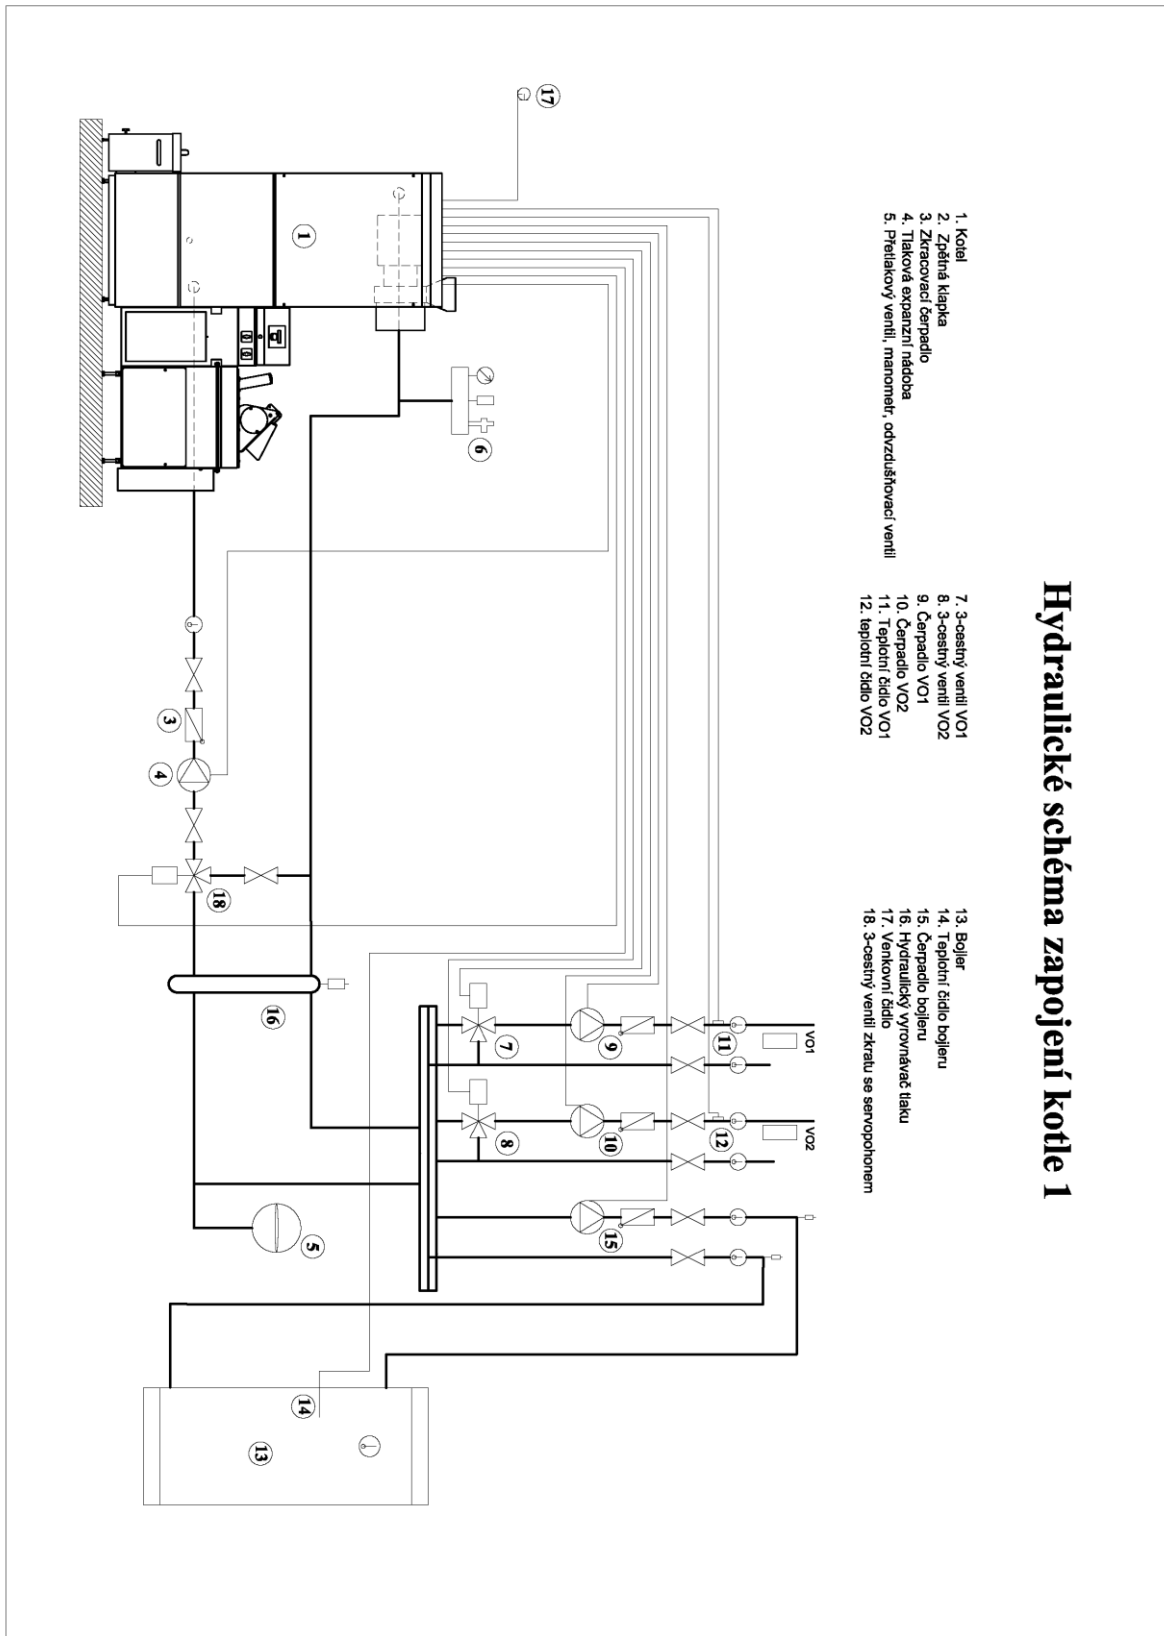 Hydraulické schéma zapojení kotle 1
1. Kotel
2. Zpětná klapka
3. Zkracovací čerpadlo
4. Tlaková expanzní nádoba
5. Přetlakový ventil, manometr, odvzdušňovací ventil
7. 3-cestný ventil VO1
8. 3-cestný ventil VO2
9. Čerpadlo VO1
10. Čerpadlo VO2
11. Teplotní čidlo VO1
12. teplotní čidlo VO2
13. Bojler
14. Teplotní čidlo bojleru
15. Čerpadlo bojleru
16. Hydraulický vyrovnávač tlaku
17. Venkovní čidlo
18. 3-cestný ventil zkratu se servopohonem
17
VO1
VO2
11
12
9
10
15
7
8
6
1
16
5
14
13
18
3
4